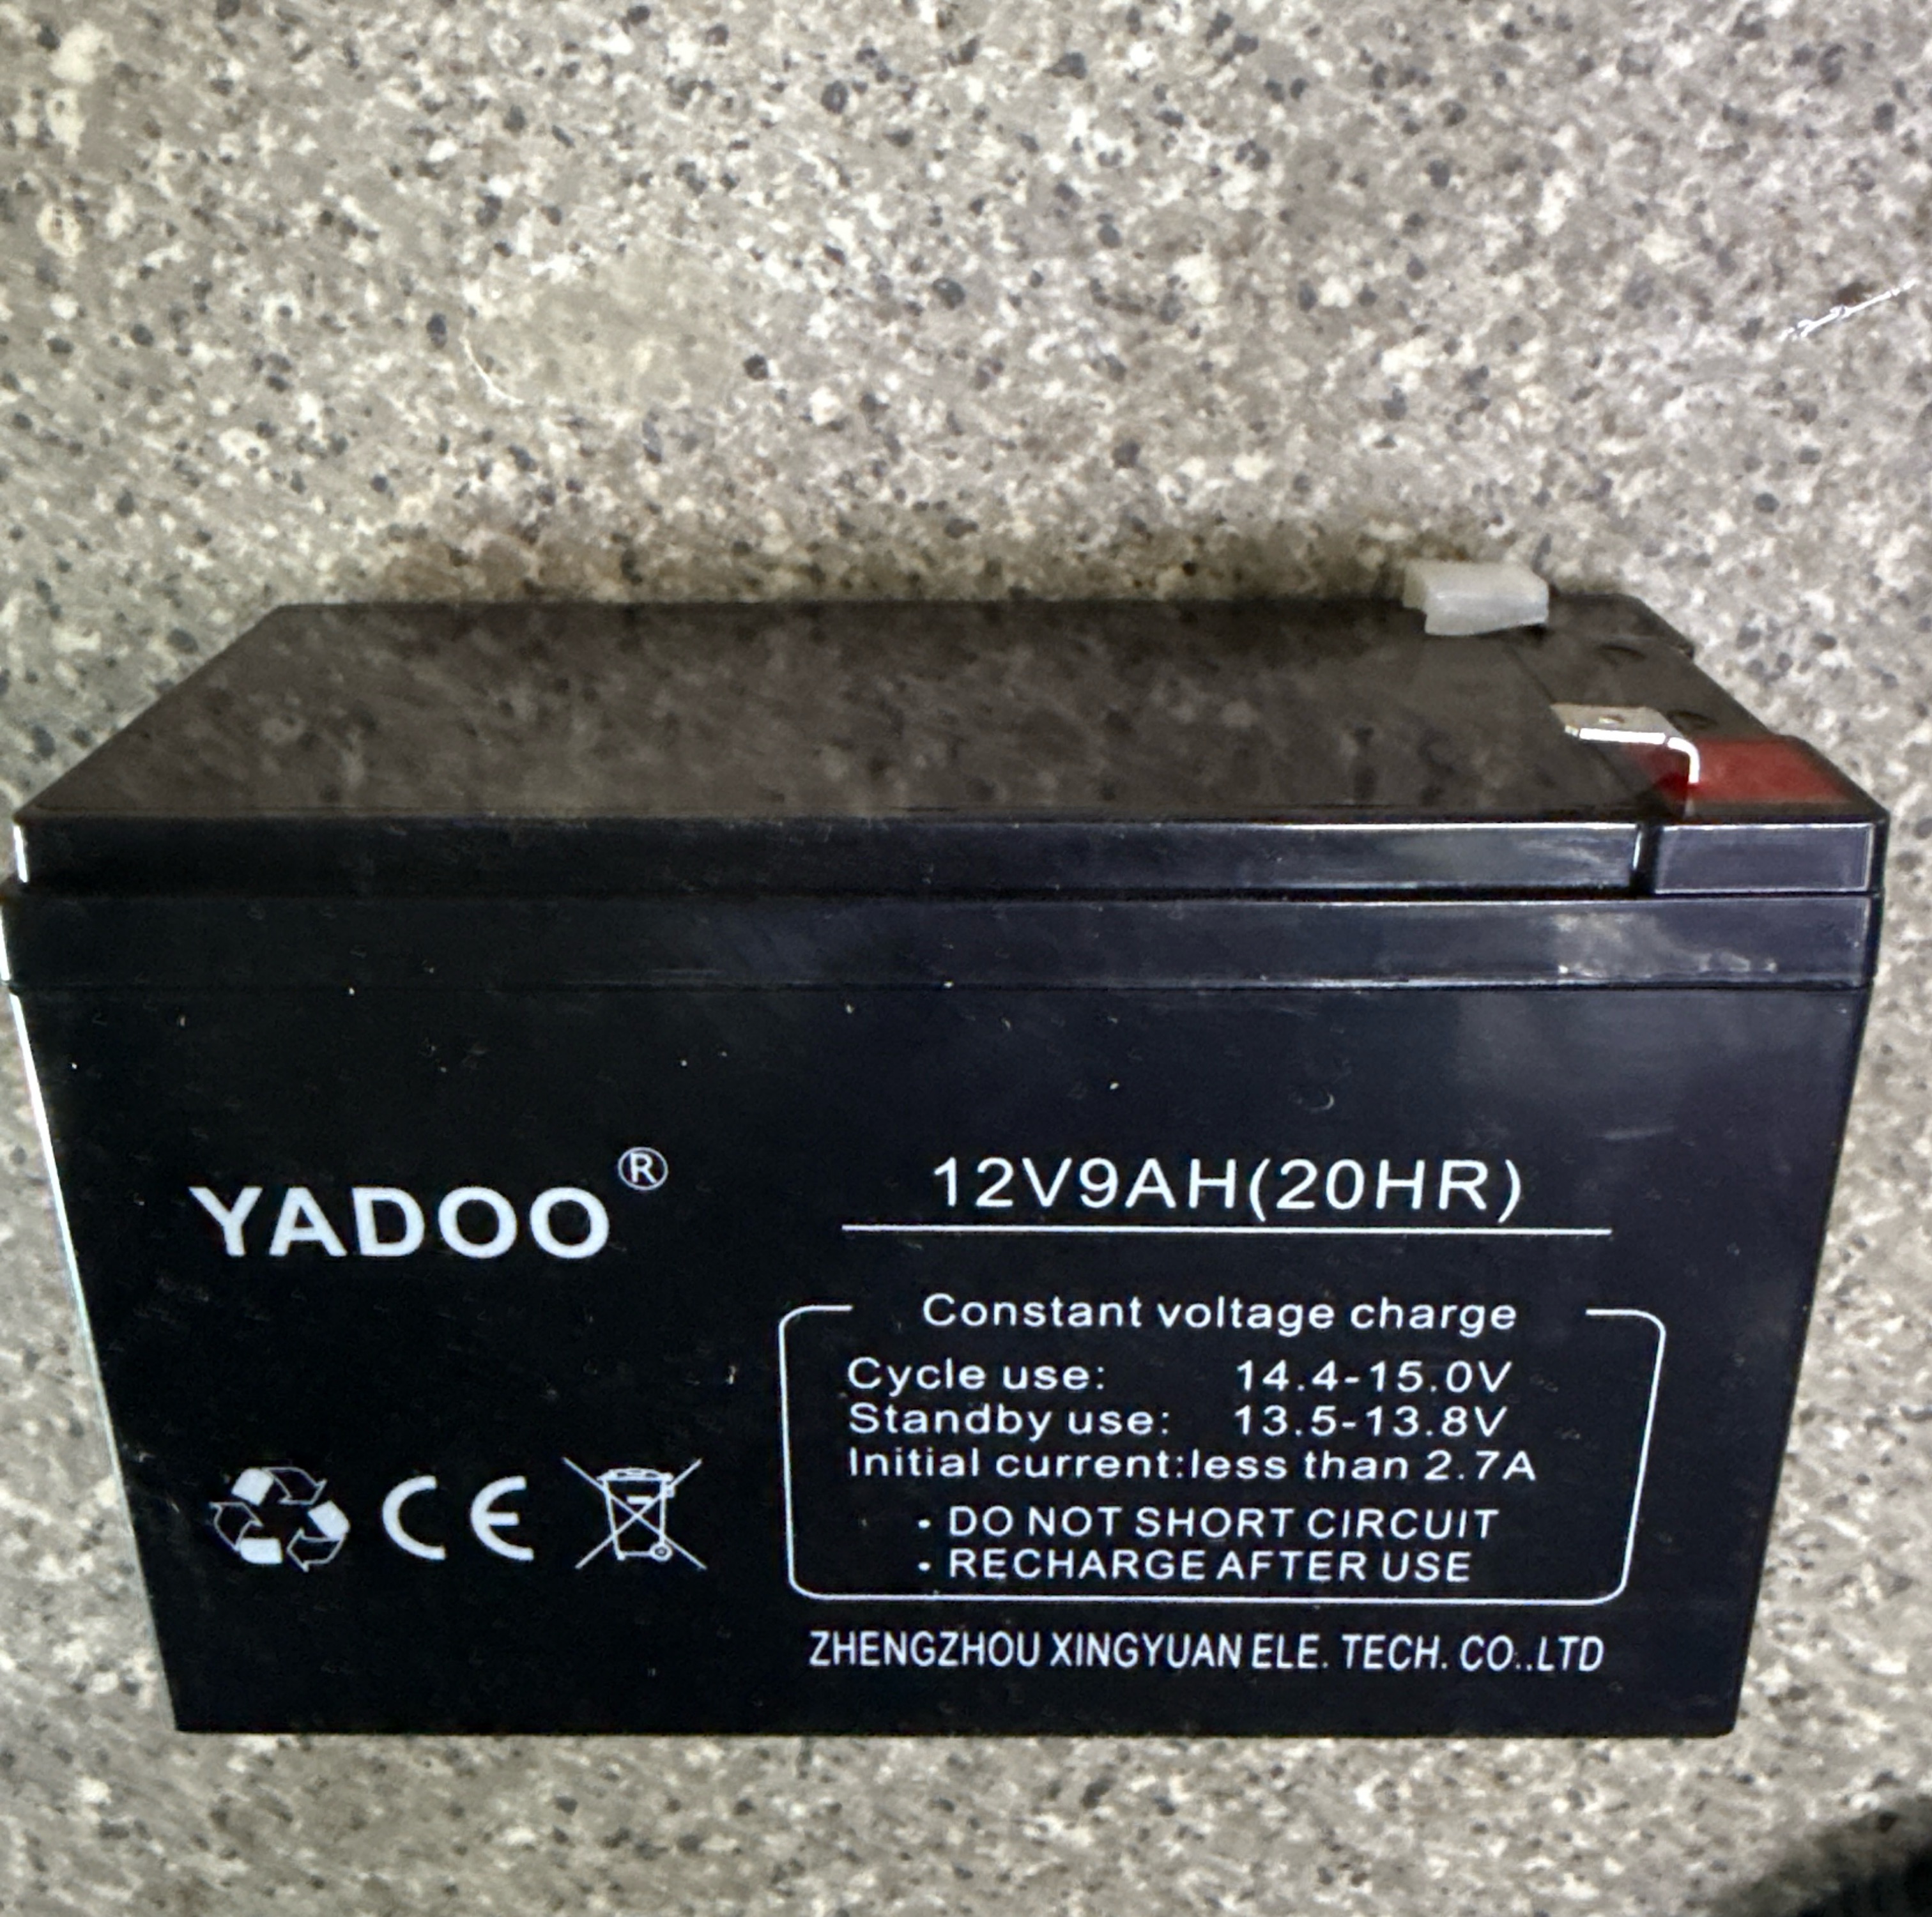 YADOO®
12V9AH(20HR)
Constant voltage charge
Cycle use: 14.4-15.0V
Standby use: 13.5-13.8V
Initial current:less than 2.7A
· DO NOT SHORT CIRCUIT
· RECHARGE AFTER USE
CE
ZHENGZHOU XINGYUAN ELE. TECH. CO..LTD